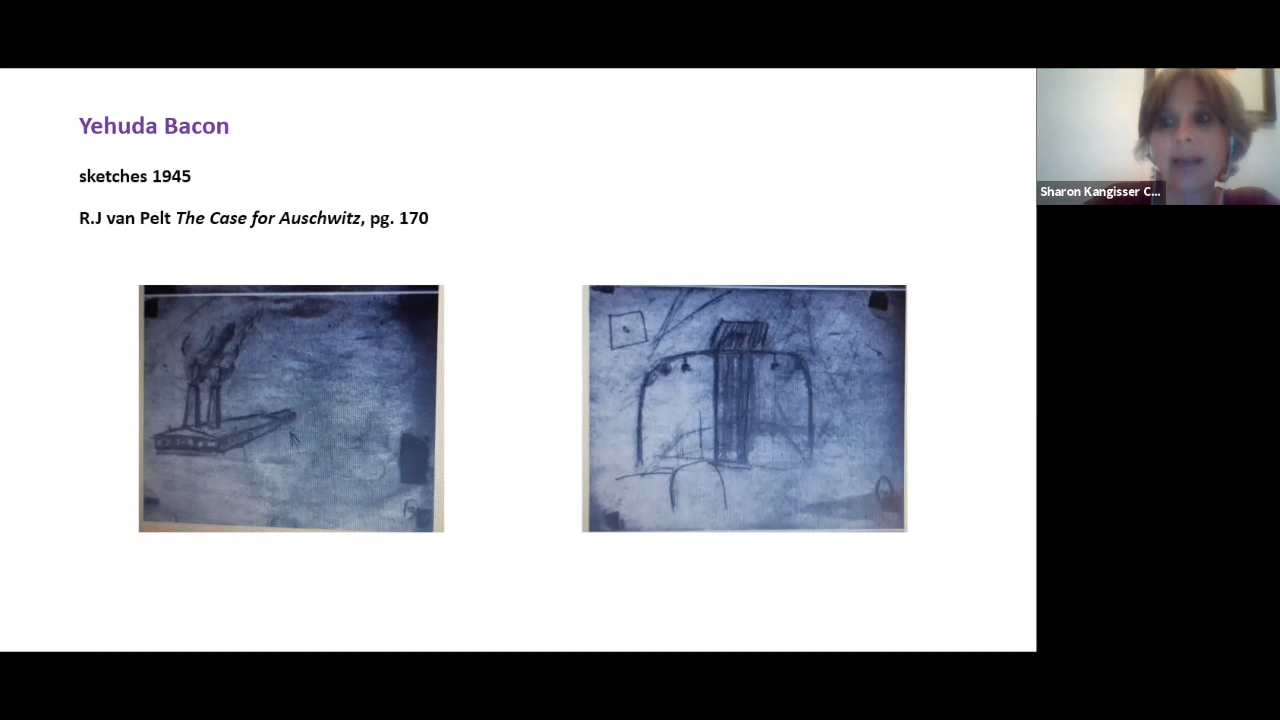 Yehuda Bacon
sketches 1945
R.J van Pelt The Case for Auschwitz, pg. 170
Sharon Kangisser C...